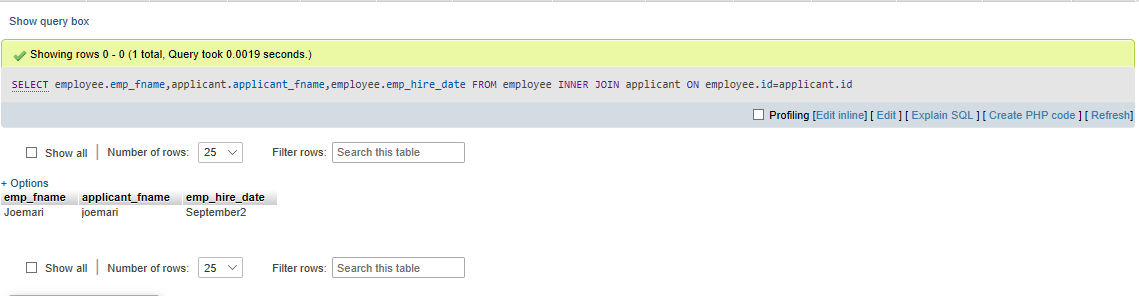 Show query box
Showing rows 0 - 0 (1 total, Query took 0.0019 seconds.)
SELECT employee.emp_fname,applicant.applicant_fname,employee.emp_hire_date FROM employee INNER JOIN applicant ON employee.id=applicant.id
Profiling [Edit inline] [ Edit ] [ Explain SQL ] [ Create PHP code ] [ Refresh]
Show all | Number of rows: 25 Filter rows: Search this table
+ Options
emp_fname applicant_fname emp_hire_date
Joemari joemari September2
Show all | Number of rows: 25 Filter rows: Search this table